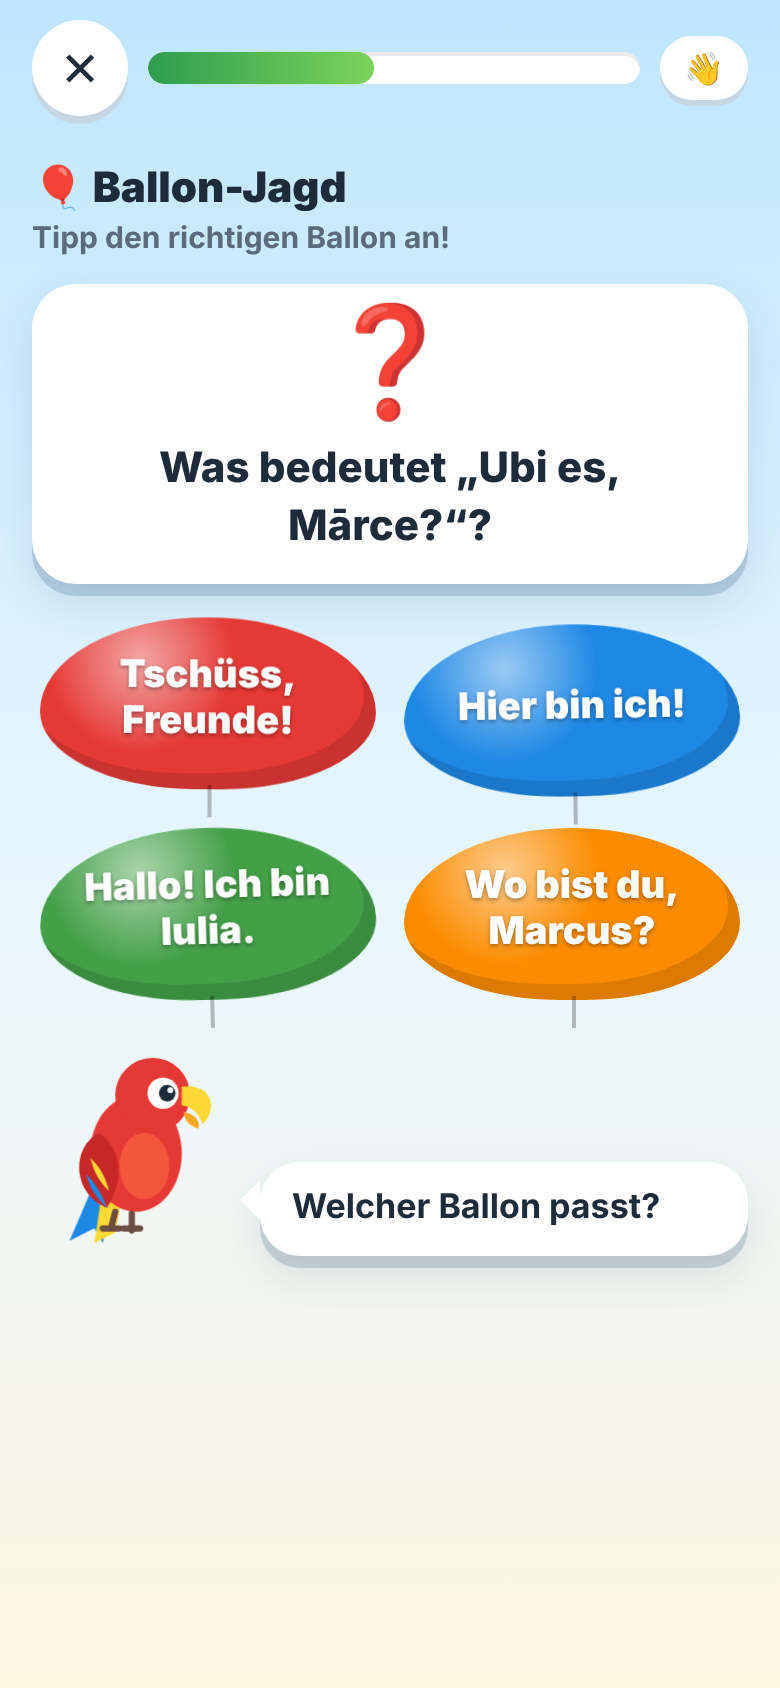 Ballon-Jagd
Tipp den richtigen Ballon an!
Was bedeutet „Ubi es,
Mārce?“?
Tschüss,
Freunde!
Hier bin ich!
Hallo! Ich bin
Iulia.
Wo bist du,
Marcus?
Welcher Ballon passt?